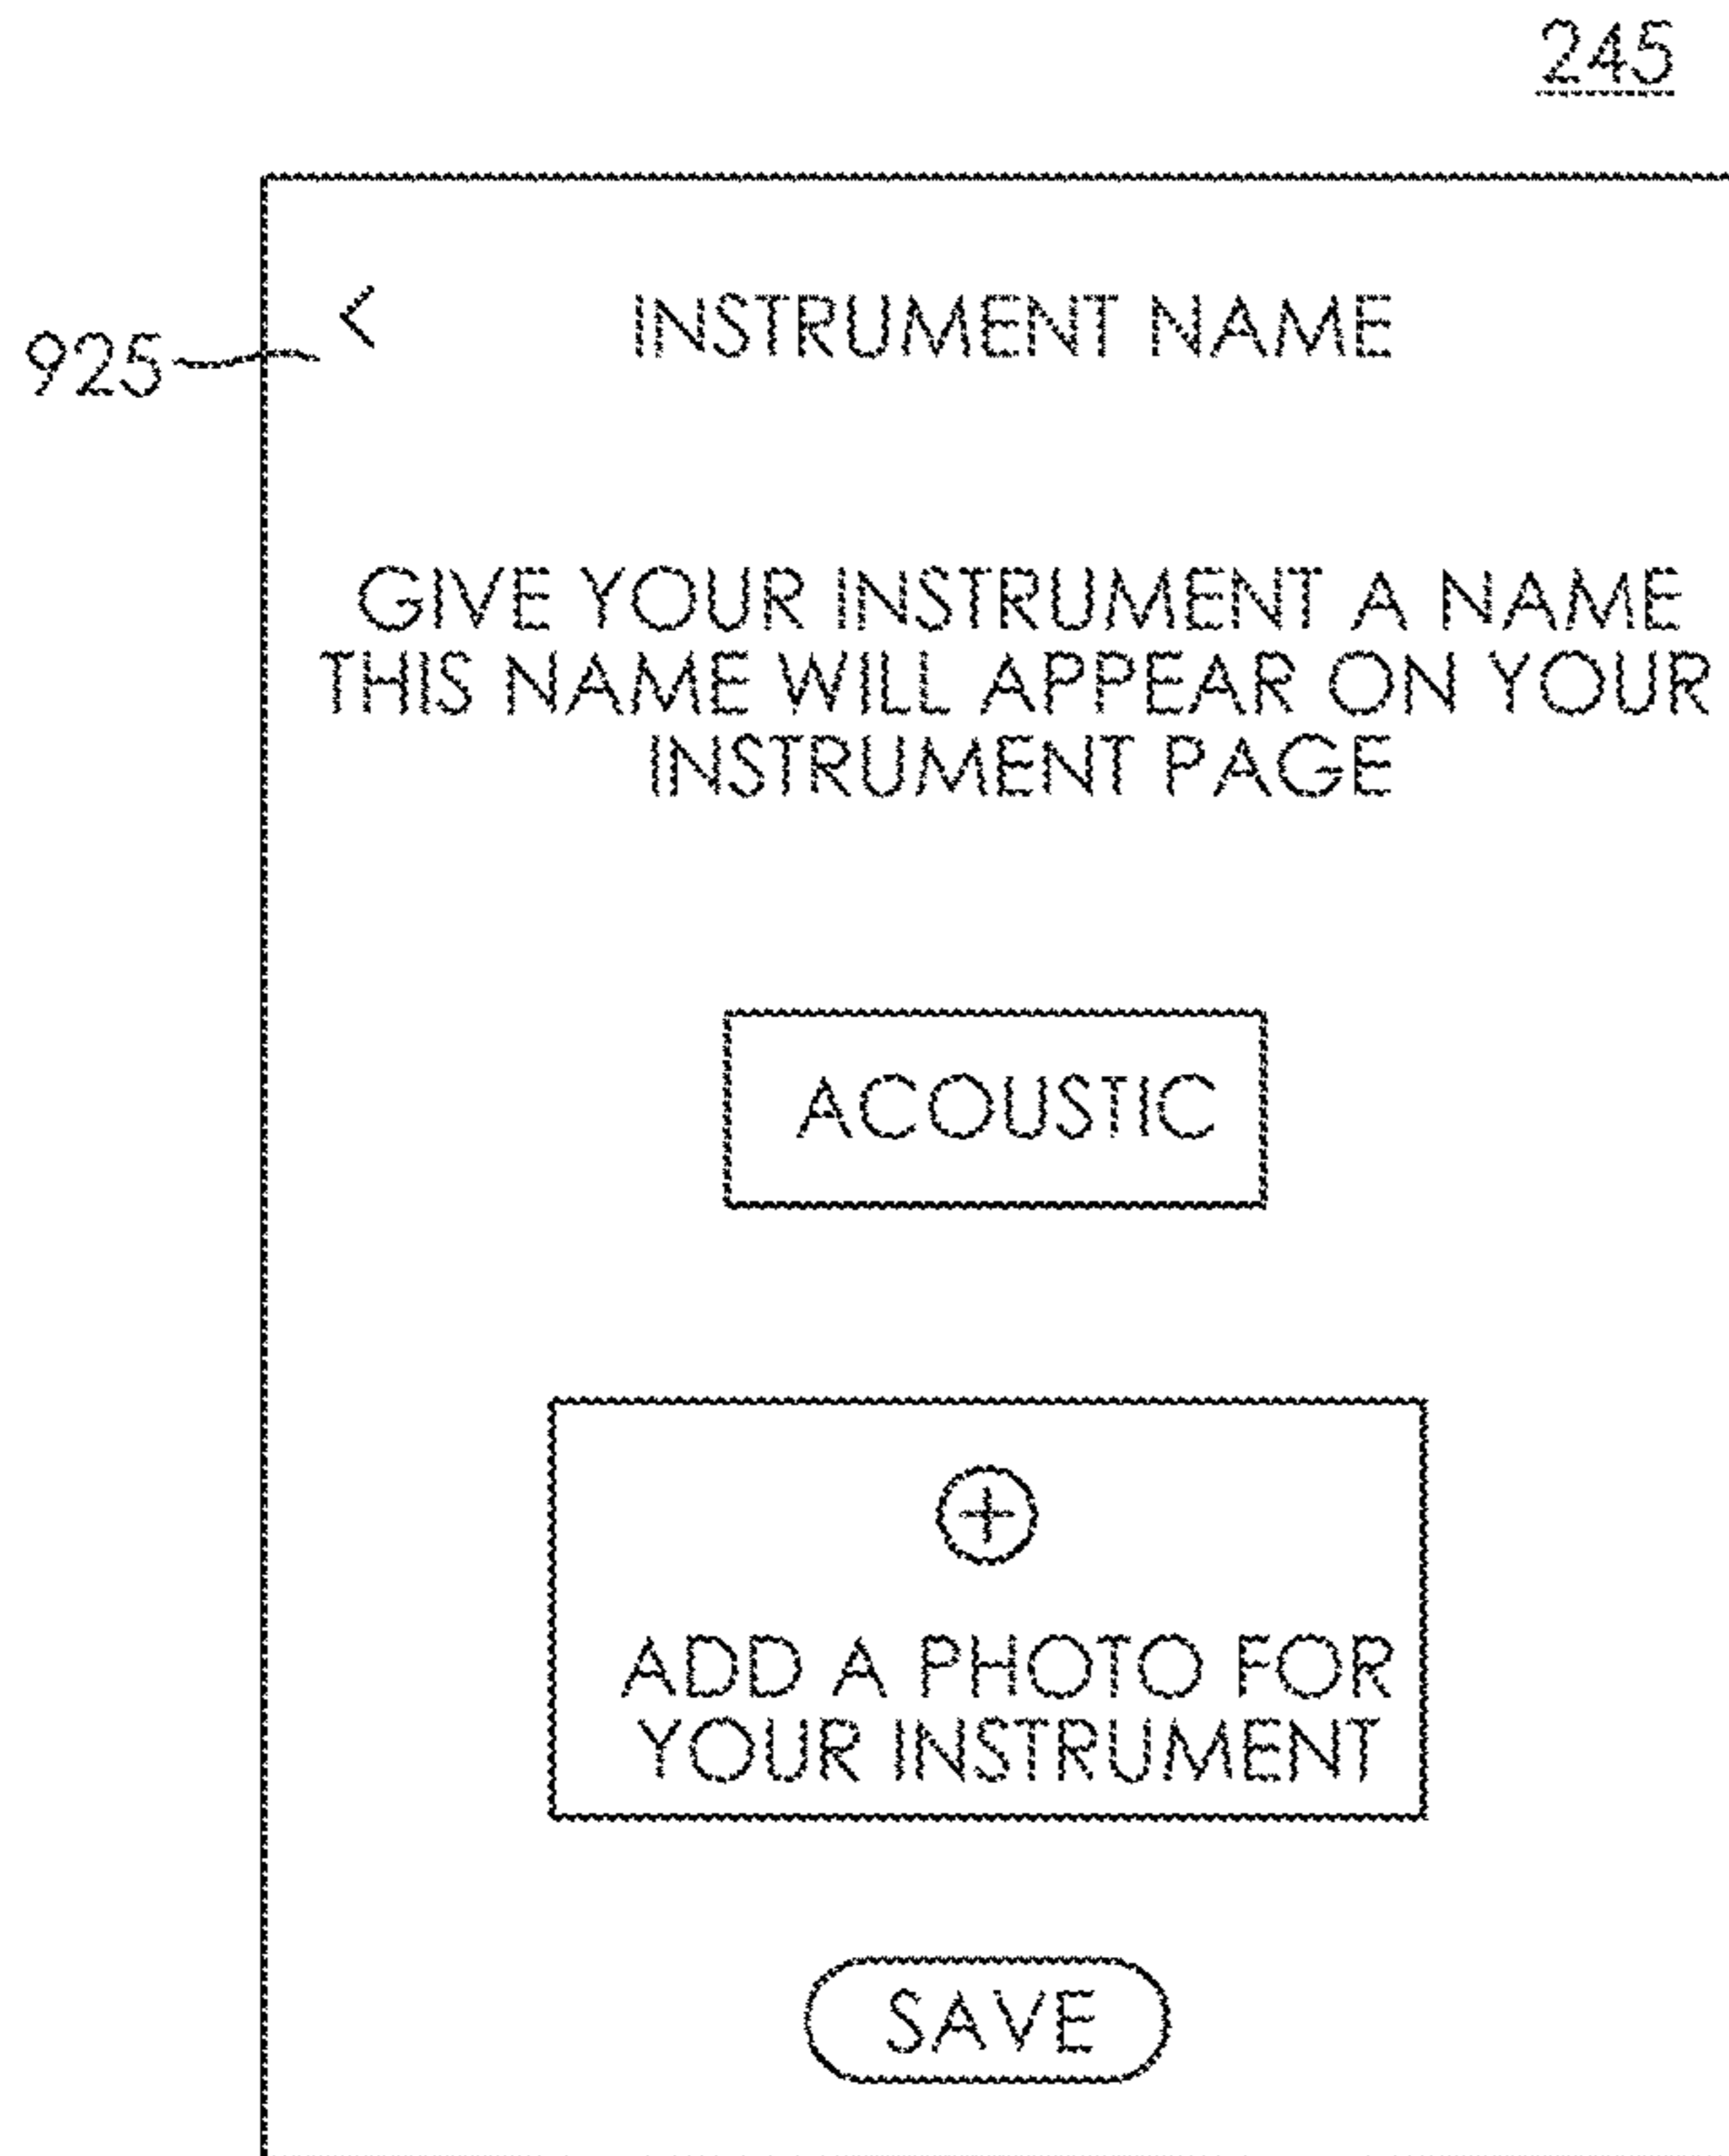 245
< INSTRUMENT NAME
925
GIVE YOUR INSTRUMENT A NAME
THIS NAME WILL APPEAR ON YOUR
INSTRUMENT PAGE
ACOUSTIC
+
ADD A PHOTO FOR
YOUR INSTRUMENT
SAVE